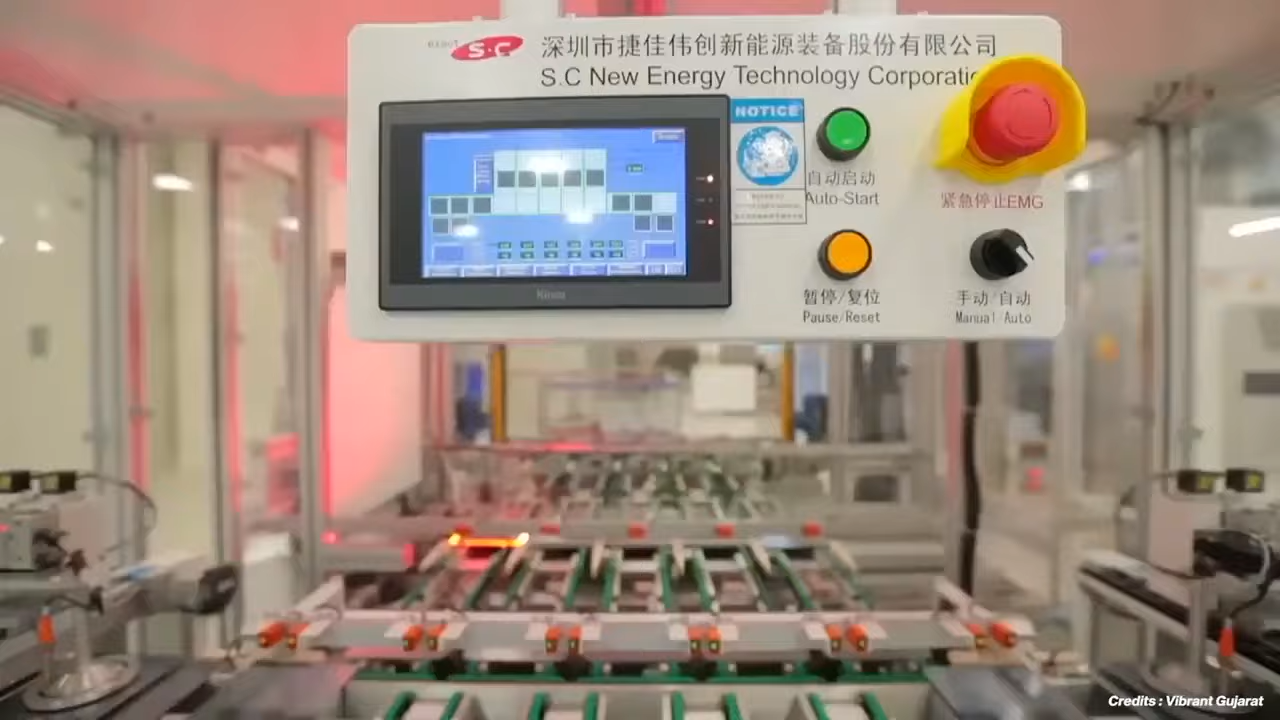 S.C
深圳市捷佳伟创新能源装备股份有限公司
S.C New Energy Technology Corporatio
NOTICE
自动启动
Auto-Start
紧急停止EMG
暂停/复位
Pause/Reset
手动/自动
Manual/Auto
Kinco
Credits : Vibrant Gujarat